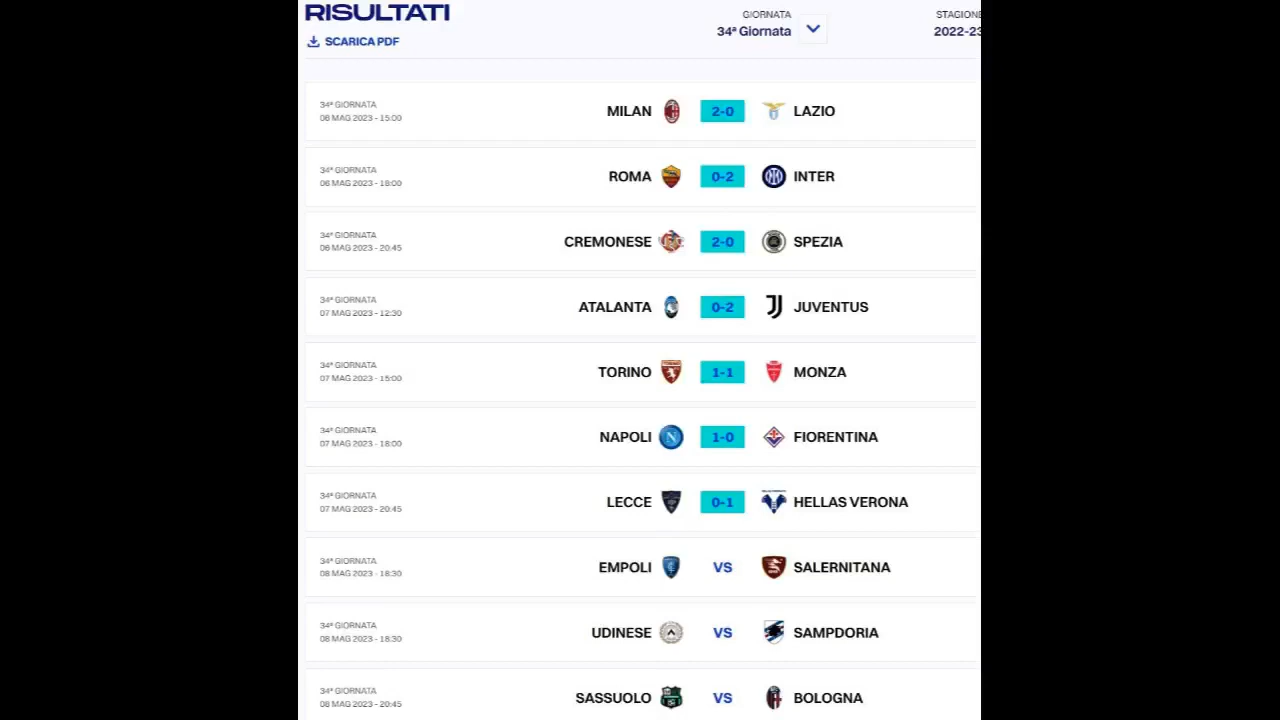 RISULTATI
SCARICA PDF
GIORNATA
34ª Giornata
STAGIONE
2022-23
34ª GIORNATA
06 MAG 2023 - 15:00
MILAN 2-0 LAZIO
34ª GIORNATA
06 MAG 2023 - 18:00
ROMA 0-2 INTER
34ª GIORNATA
06 MAG 2023 - 20:45
CREMONESE 2-0 SPEZIA
34ª GIORNATA
07 MAG 2023 - 12:30
ATALANTA 0-2 JUVENTUS
34ª GIORNATA
07 MAG 2023 - 15:00
TORINO 1-1 MONZA
34ª GIORNATA
07 MAG 2023 - 18:00
NAPOLI 1-0 FIORENTINA
34ª GIORNATA
07 MAG 2023 - 20:45
LECCE 0-1 HELLAS VERONA
34ª GIORNATA
08 MAG 2023 - 18:30
EMPOLI VS SALERNITANA
34ª GIORNATA
08 MAG 2023 - 18:30
UDINESE VS SAMPDORIA
34ª GIORNATA
08 MAG 2023 - 20:45
SASSUOLO VS BOLOGNA